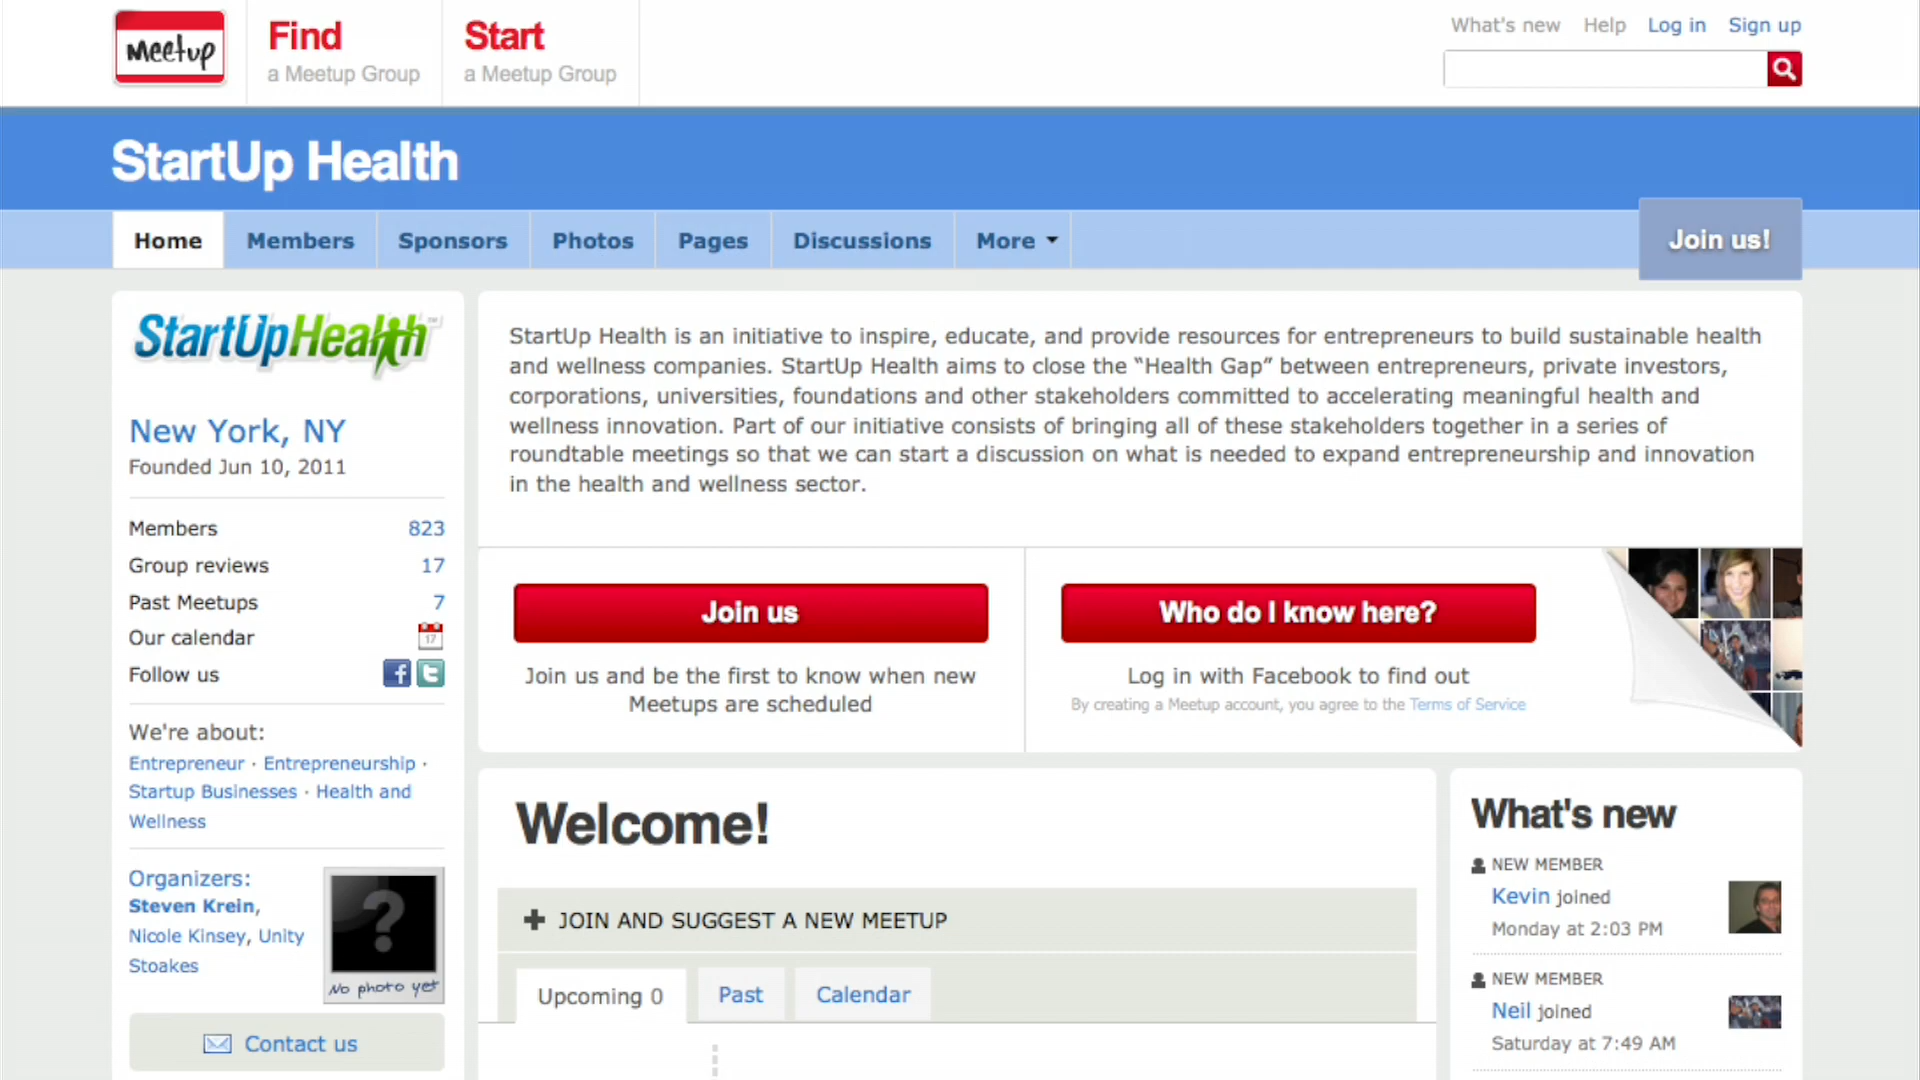 Meetup
Find
a Meetup Group
Start
a Meetup Group
What's new
Help
Log in
Sign up
StartUp Health
Home
Members
Sponsors
Photos
Pages
Discussions
More
Join us!
StartUpHealth™
New York, NY
Founded Jun 10, 2011
Members 823
Group reviews 17
Past Meetups 7
Our calendar 17
Follow us f t
We're about:
Entrepreneur · Entrepreneurship ·
Startup Businesses · Health and
Wellness
Organizers:
Steven Krein,
Nicole Kinsey, Unity
Stoakes
?
No photo yet
Contact us
StartUp Health is an initiative to inspire, educate, and provide resources for entrepreneurs to build sustainable health
and wellness companies. StartUp Health aims to close the “Health Gap” between entrepreneurs, private investors,
corporations, universities, foundations and other stakeholders committed to accelerating meaningful health and
wellness innovation. Part of our initiative consists of bringing all of these stakeholders together in a series of
roundtable meetings so that we can start a discussion on what is needed to expand entrepreneurship and innovation
in the health and wellness sector.
Join us
Join us and be the first to know when new
Meetups are scheduled
Who do I know here?
Log in with Facebook to find out
By creating a Meetup account, you agree to the Terms of Service
Welcome!
JOIN AND SUGGEST A NEW MEETUP
Upcoming 0
Past
Calendar
What's new
NEW MEMBER
Kevin joined
Monday at 2:03 PM
NEW MEMBER
Neil joined
Saturday at 7:49 AM